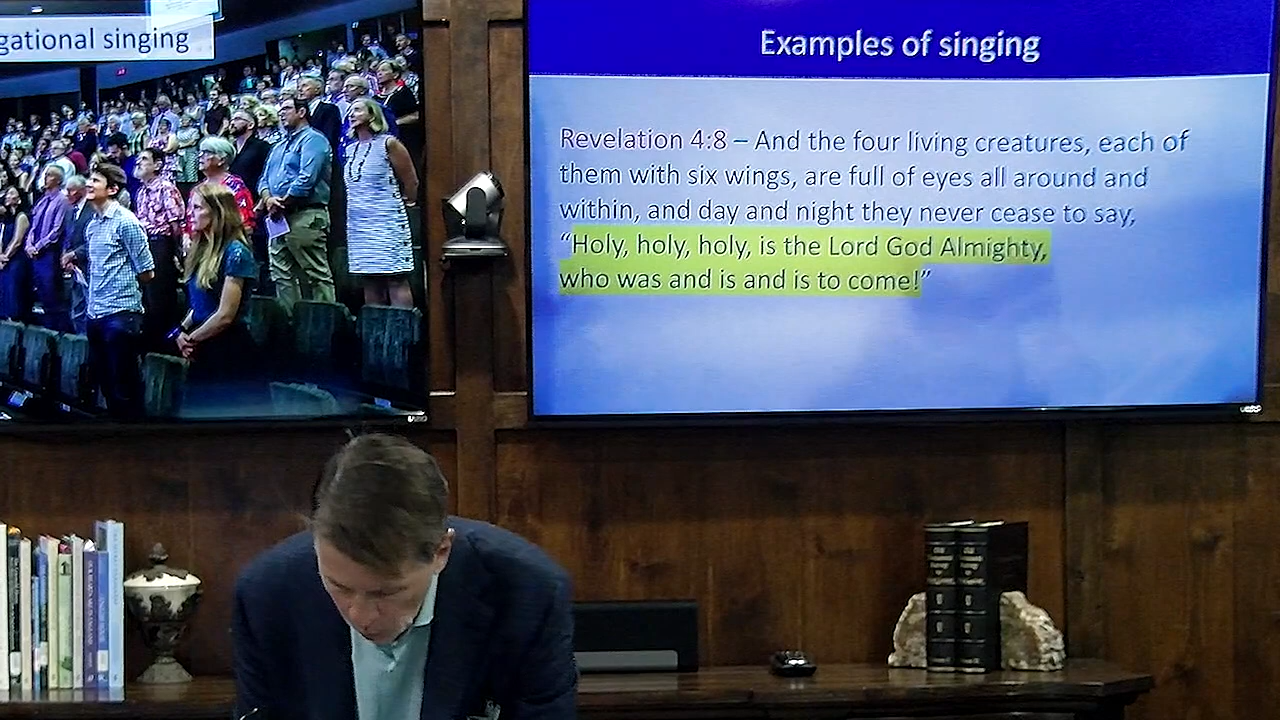 gational singing
Examples of singing
Revelation 4:8 – And the four living creatures, each of
them with six wings, are full of eyes all around and
within, and day and night they never cease to say,
“Holy, holy, holy, is the Lord God Almighty,
who was and is and is to come!”